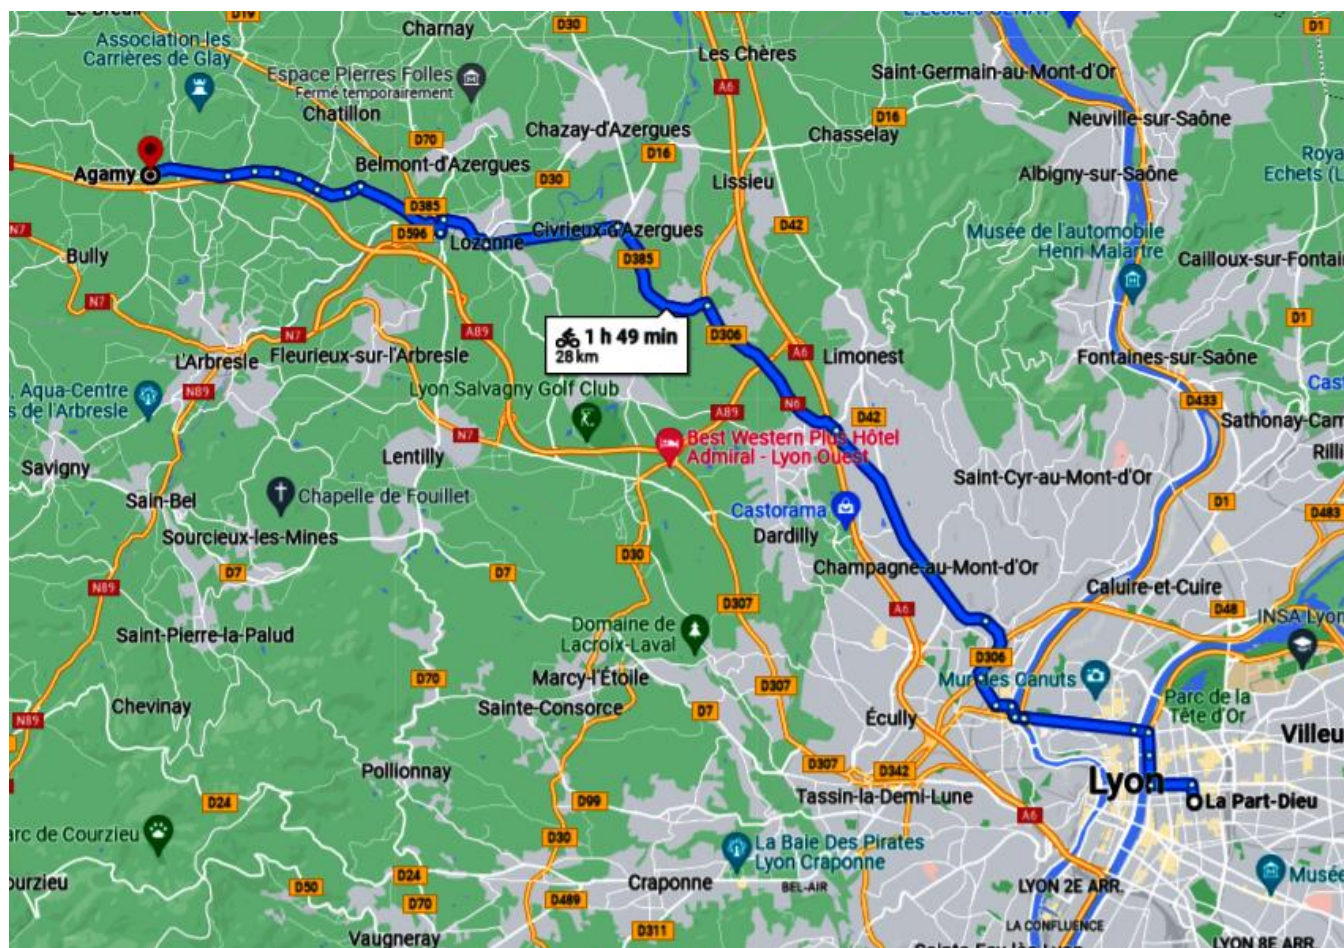 Charnay
D30
D1
Association les
Carrières de Glay
Les Chères
Espace Pierres Folles
Fermé temporairement
Saint-Germain-au-Mont-d'Or
A6
Chatillon
D16
Neuville-sur-Saône
Chazay-d'Azergues
Chasselay
D70
D16
Agamy
Belmont-d'Azergues
D30
Lissieu
Albigny-sur-Saône
D385
D42
N7
D596
Lozanne
Civrieux-d'Azergues
Musée de l'automobile
Henri Malartre
Bully
D385
N7
D1
1 h 49 min
28 km
D306
N7
A89
A6
L'Arbresle
Fleurieux-sur-l'Arbresle
Limonest
Fontaines-sur-Saône
Aqua-Centre
N89
Lyon Salvagny Golf Club
A89
N6
D42
D433
N7
Best Western Plus Hôtel
Admiral - Lyon Ouest
Savigny
Lentilly
Saint-Cyr-au-Mont-d'Or
Sain-Bel
Chapelle de Fouillet
Castorama
D1
D483
Sourcieux-les-Mines
Dardilly
D30
D7
D7
Champagne-au-Mont-d'Or
N89
Caluire-et-Cuire
D307
A6
D48
INSA Lyon
Saint-Pierre-la-Palud
Domaine de
Lacroix-Laval
D306
D70
Marcy-l'Étoile
D307
Mur des Canuts
Chevinay
Sainte-Consorce
D7
Écully
Parc de la
Tête d'Or
N89
Pollionnay
D307
D342
Lyon
La Part-Dieu
D24
D99
Tassin-la-Demi-Lune
A6
D30
La Baie Des Pirates
Lyon Craponne
D24
D50
Craponne
BEL-AIR
LYON 2E ARR.
D70
D489
LA CONFLUENCE
D311
Vaugneray
LYON 8E ARR.